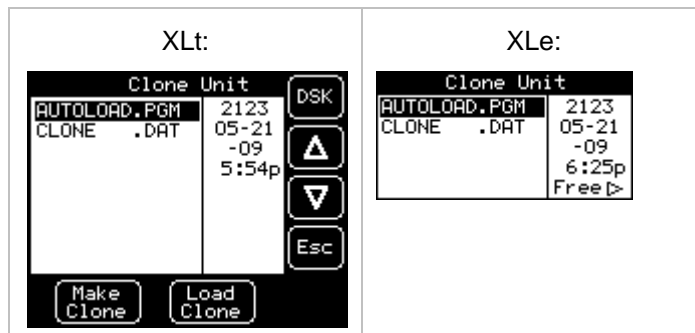 XLt:
Clone Unit
AUTOLOAD.PGM
CLONE .DAT
2123
05-21
-09
5:54p
DSK
Esc
Make
Clone
Load
Clone
XLe:
Clone Unit
AUTOLOAD.PGM
CLONE .DAT
2123
05-21
-09
6:25p
Free